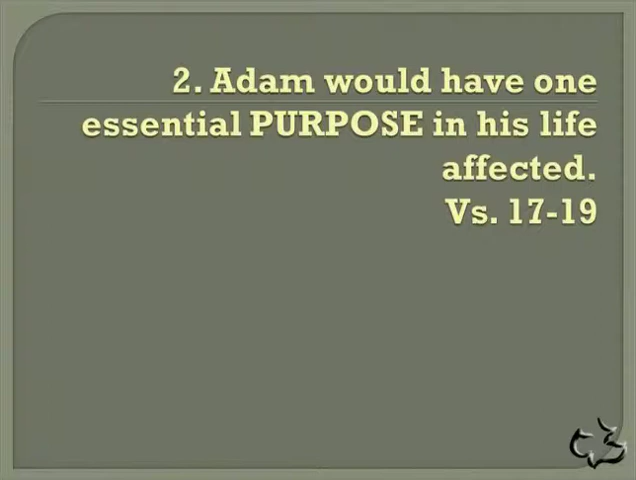 2. Adam would have one
essential PURPOSE in his life
affected.
Vs. 17-19